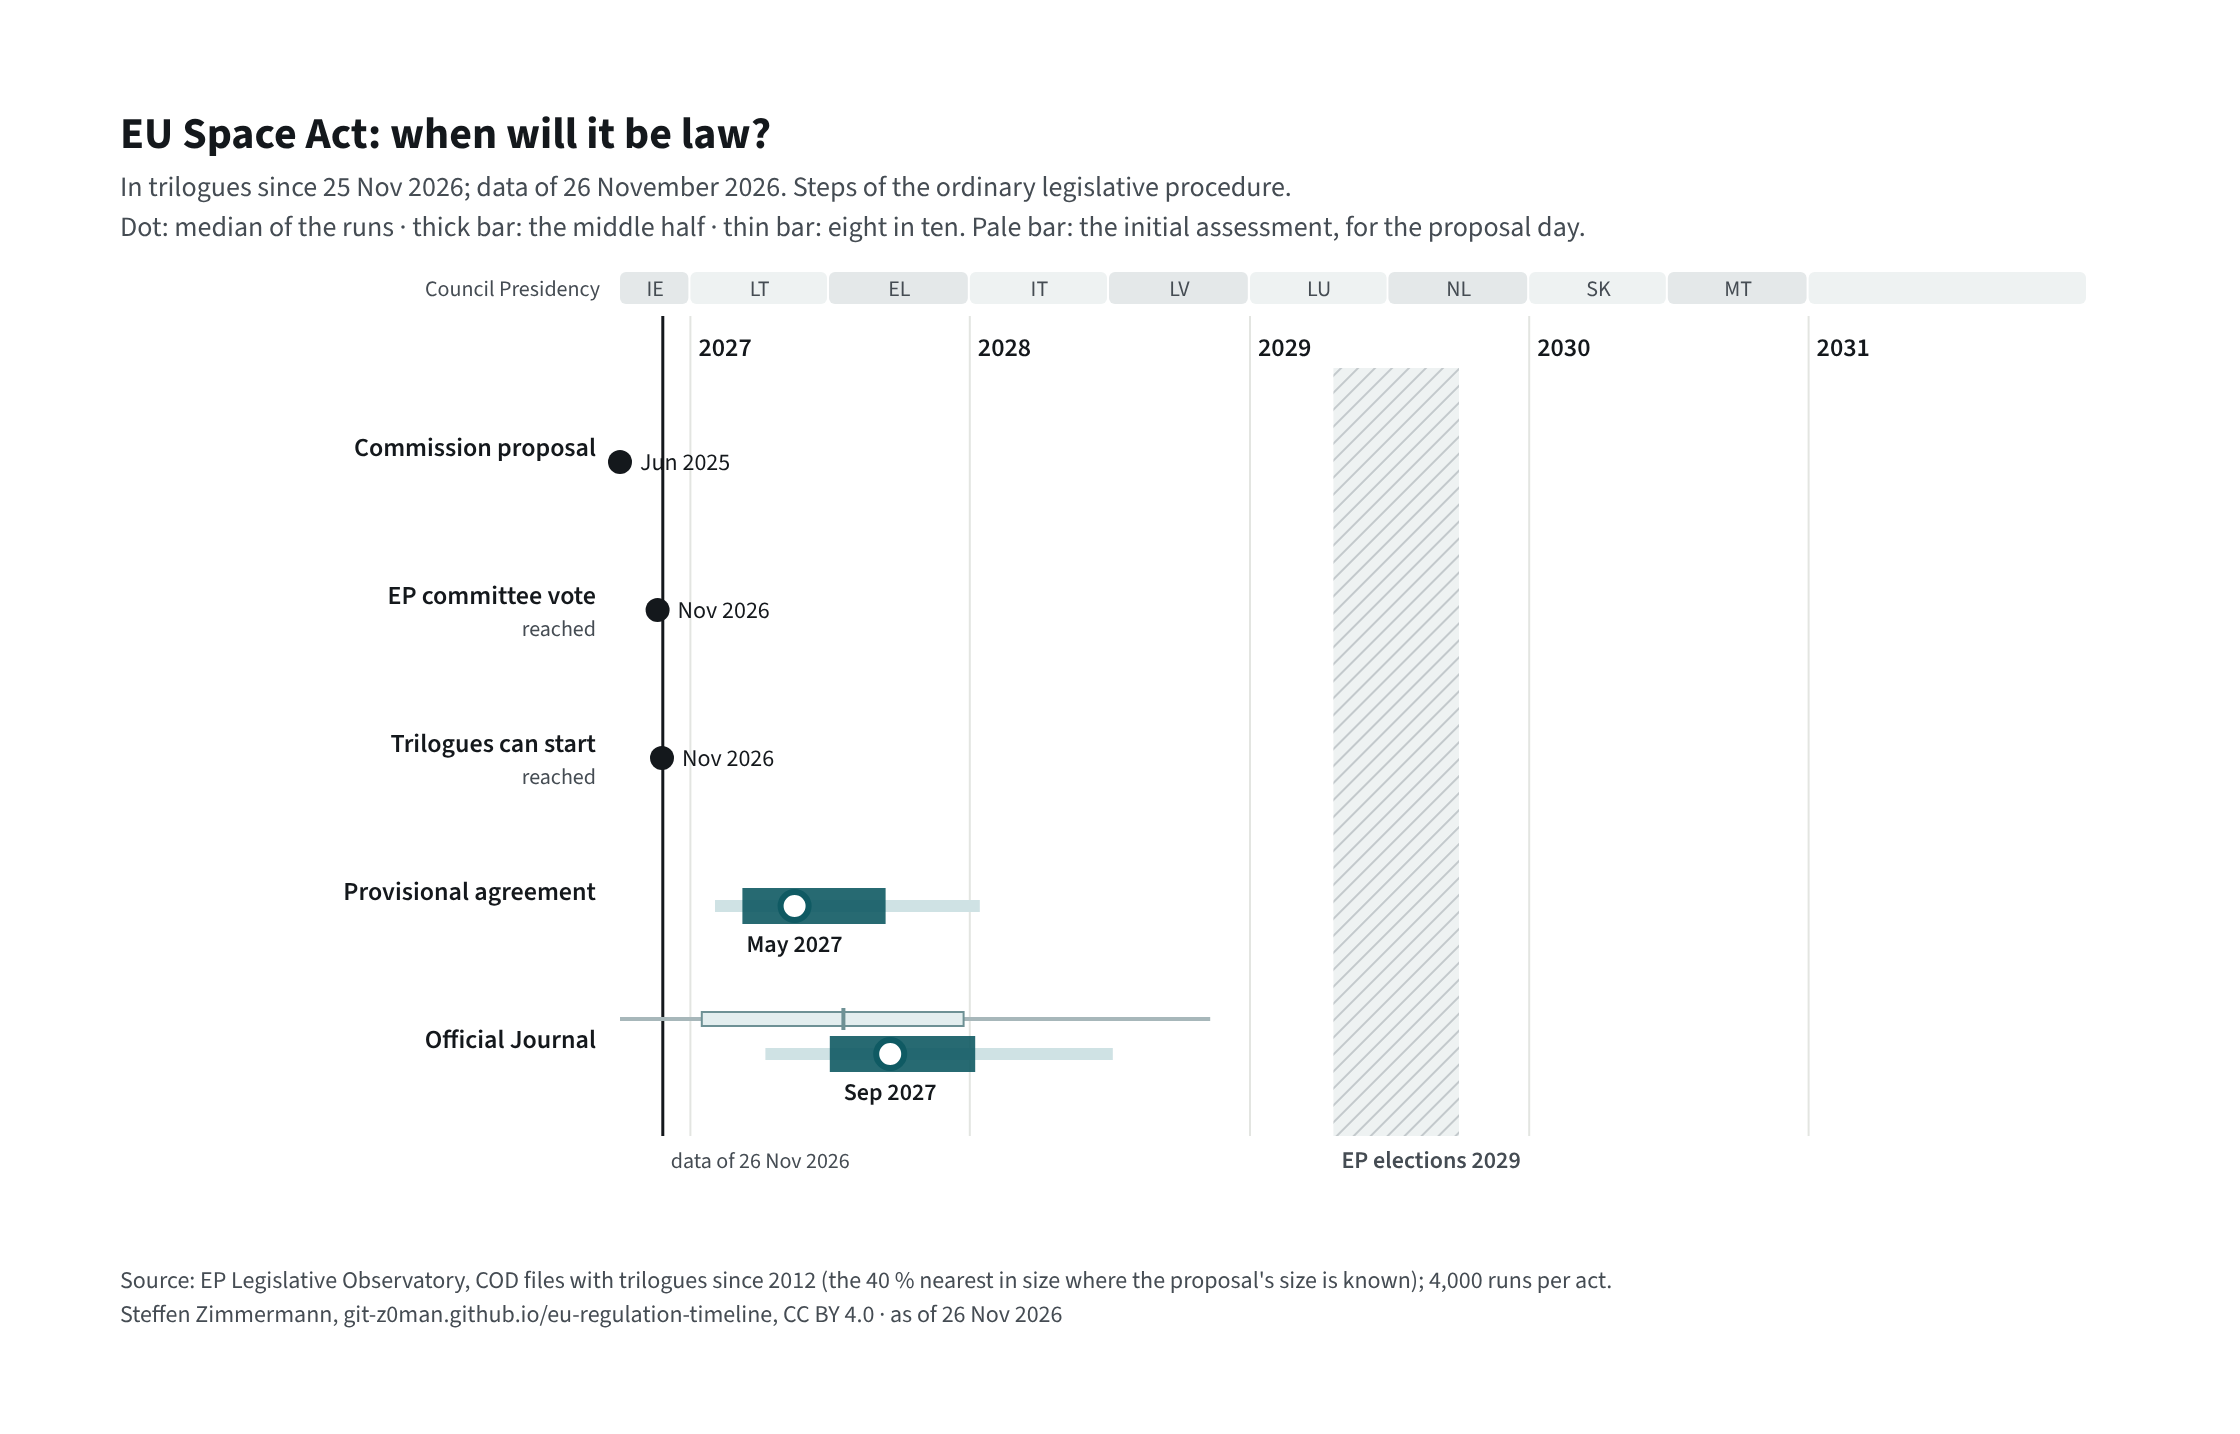 EU Space Act: when will it be law?
In trilogues since 25 Nov 2026; data of 26 November 2026. Steps of the ordinary legislative procedure.
Dot: median of the runs · thick bar: the middle half · thin bar: eight in ten. Pale bar: the initial assessment, for the proposal day.
Council Presidency IE LT EL IT LV LU NL SK MT
2027 2028 2029 2030 2031
Commission proposal
Jun 2025
EP committee vote
Nov 2026
reached
Trilogues can start
Nov 2026
reached
Provisional agreement
May 2027
Official Journal
Sep 2027
data of 26 Nov 2026 EP elections 2029
Source: EP Legislative Observatory, COD files with trilogues since 2012 (the 40 % nearest in size where the proposal's size is known); 4,000 runs per act.
Steffen Zimmermann, git-z0man.github.io/eu-regulation-timeline, CC BY 4.0 · as of 26 Nov 2026